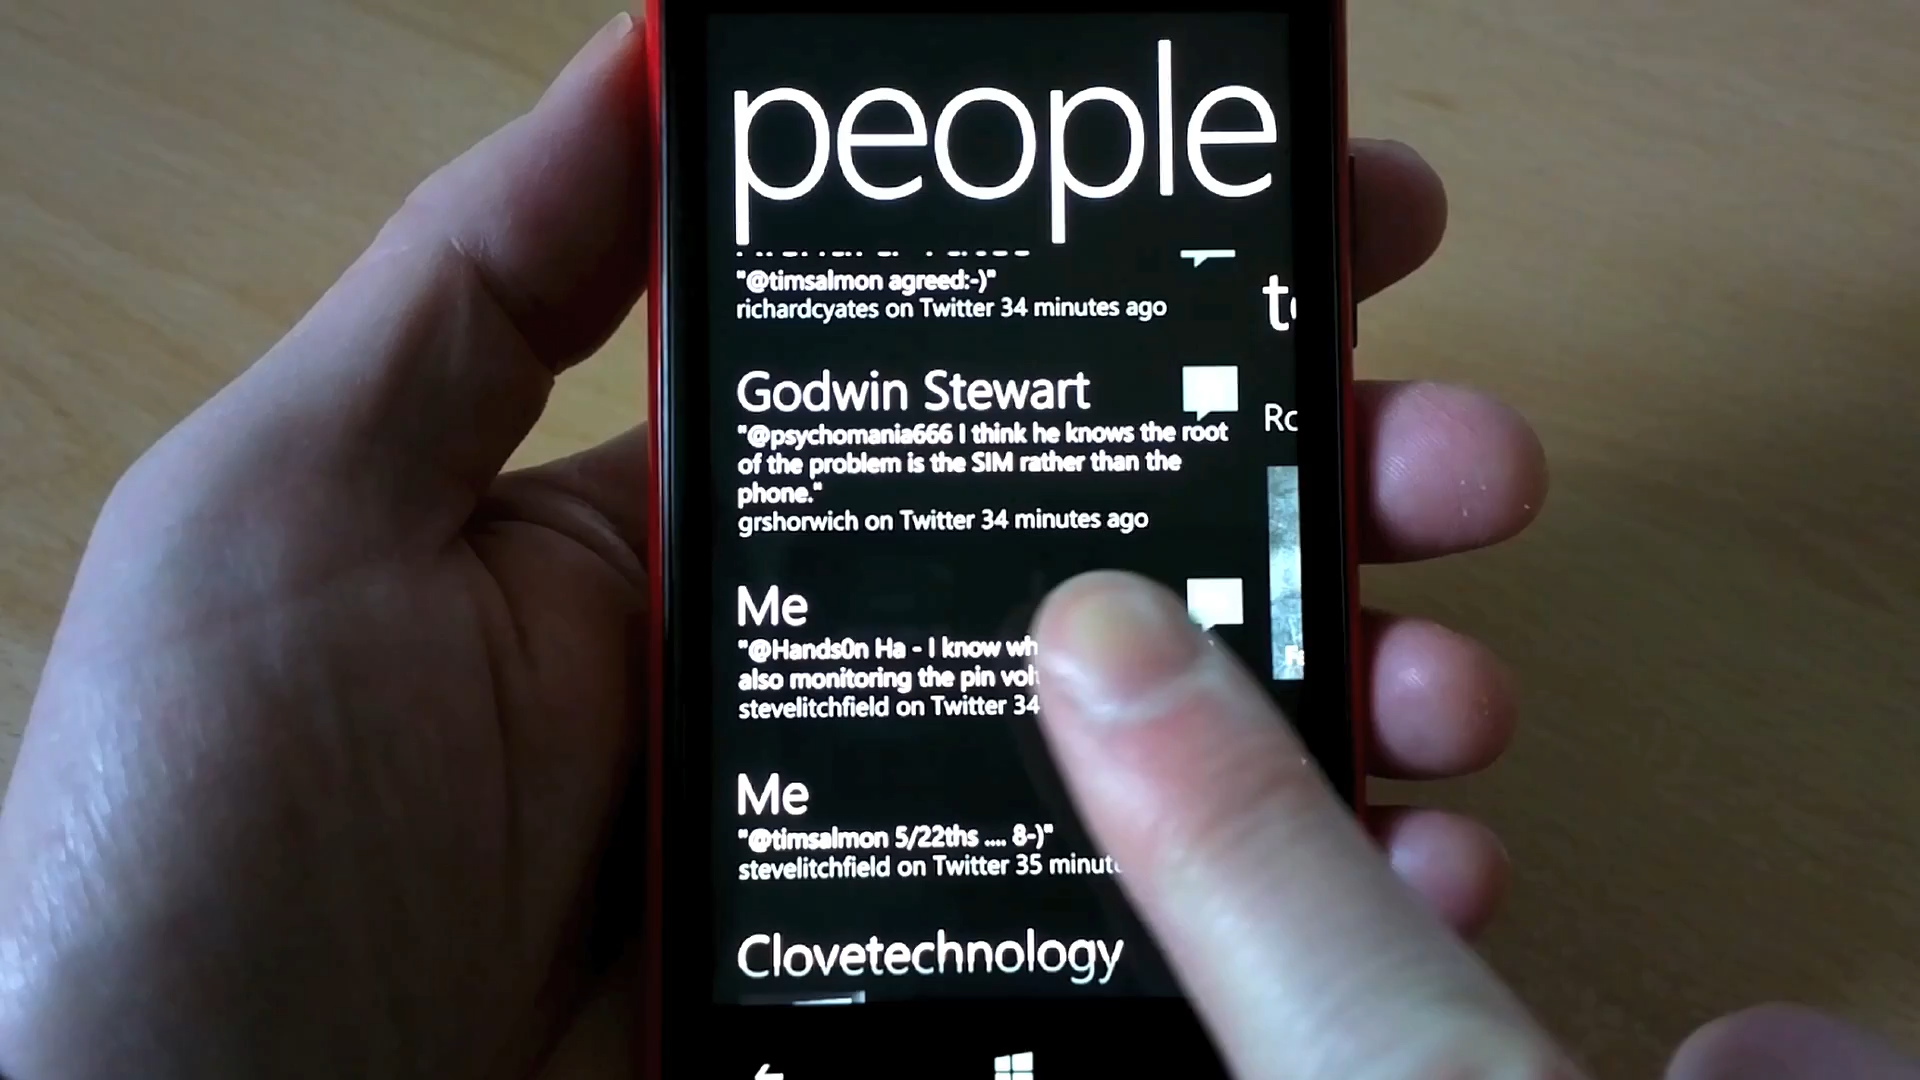 people
"@timsalmon agreed:-)"
richardcyates on Twitter 34 minutes ago
Godwin Stewart
"@psychomania666 I think he knows the root
of the problem is the SIM rather than the
phone."
grshorwich on Twitter 34 minutes ago
Me
"@Hands0n Ha - I know
also monitoring the pin
stevelitchfield on Twitter 34
Me
"@timsalmon 5/22ths .... 8-)"
stevelitchfield on Twitter 35
Clovetechnology